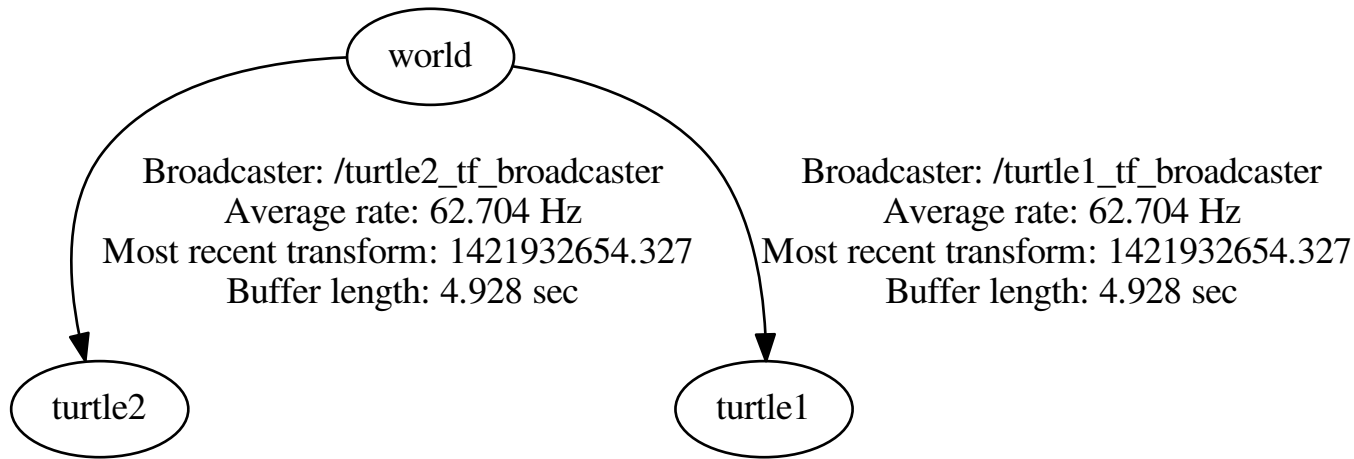 world
Broadcaster: /turtle2_tf_broadcaster
Average rate: 62.704 Hz
Most recent transform: 1421932654.327
Buffer length: 4.928 sec
Broadcaster: /turtle1_tf_broadcaster
Average rate: 62.704 Hz
Most recent transform: 1421932654.327
Buffer length: 4.928 sec
turtle2
turtle1